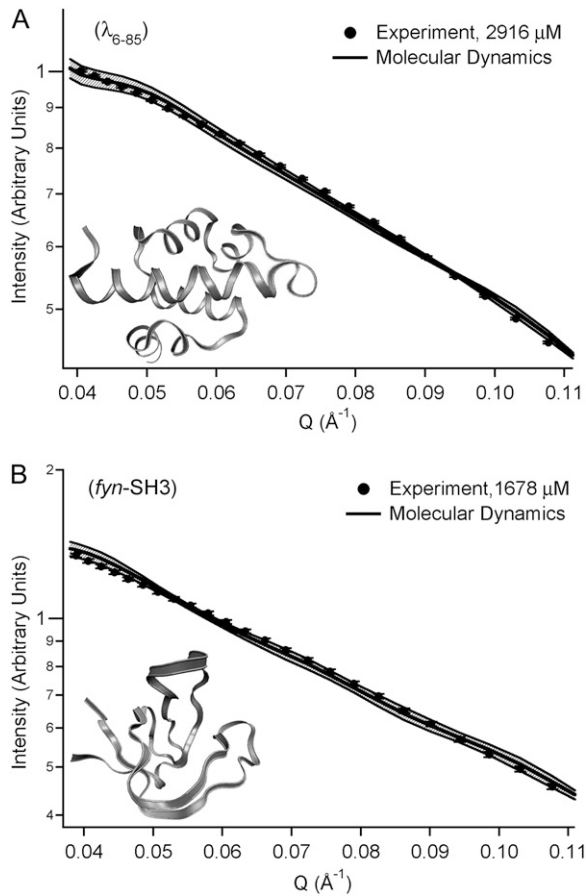 A
(λ6-85)
Experiment, 2916 µM
Molecular Dynamics
Intensity (Arbitrary Units)
1
9
8
7
6
5
0.04 0.05 0.06 0.07 0.08 0.09 0.10 0.11
Q (Å-1)
B
(fyn-SH3)
Experiment,1678 µM
Molecular Dynamics
Intensity (Arbitrary Units)
2
1
9
8
7
6
5
4
0.04 0.05 0.06 0.07 0.08 0.09 0.10 0.11
Q (Å-1)